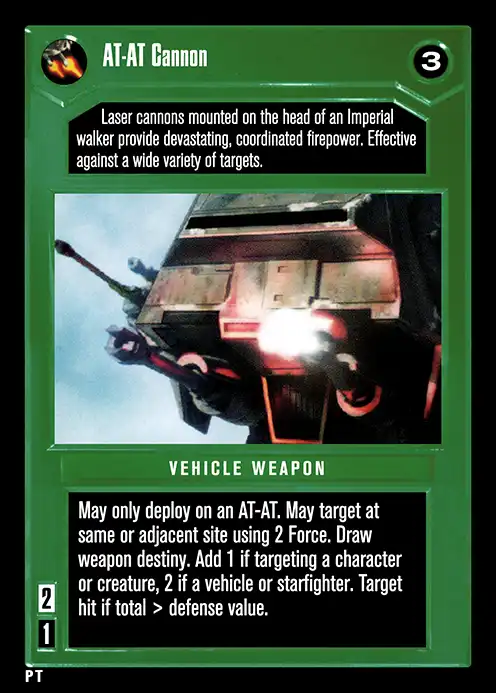 AT-AT Cannon
3
Laser cannons mounted on the head of an Imperial
walker provide devastating, coordinated firepower. Effective
against a wide variety of targets.
VEHICLE WEAPON
May only deploy on an AT-AT. May target at
same or adjacent site using 2 Force. Draw
weapon destiny. Add 1 if targeting a character
or creature, 2 if a vehicle or starfighter. Target
hit if total > defense value.
2
1
PT